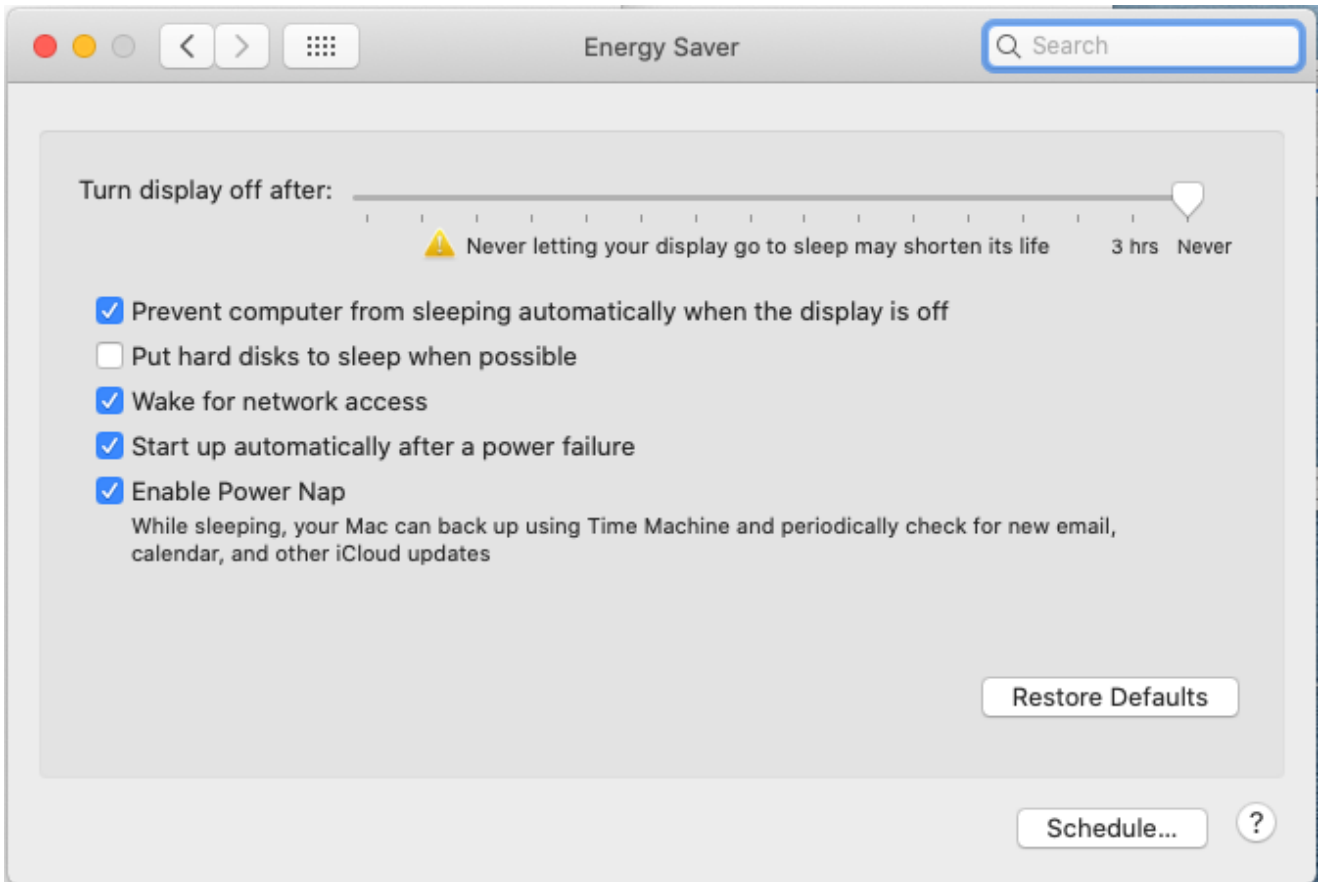 Energy Saver
Search
Turn display off after:
Never letting your display go to sleep may shorten its life
3 hrs Never
Prevent computer from sleeping automatically when the display is off
Put hard disks to sleep when possible
Wake for network access
Start up automatically after a power failure
Enable Power Nap
While sleeping, your Mac can back up using Time Machine and periodically check for new email,
calendar, and other iCloud updates
Restore Defaults
Schedule...
?